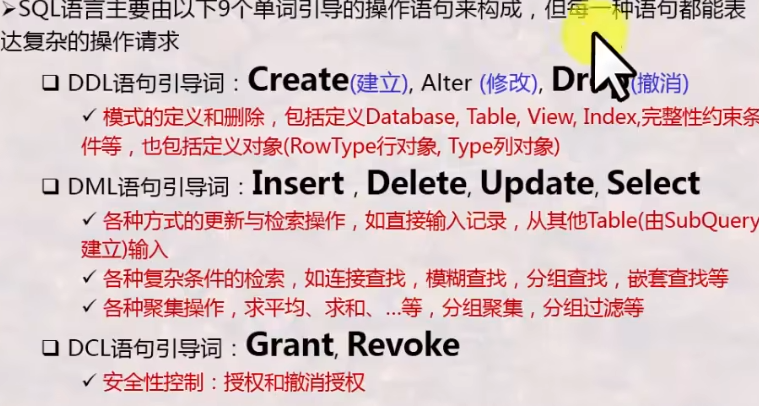 ➢SQL语言主要由以下9个单词引导的操作语句来构成，但每一种语句都能表
达复杂的操作请求
❑ DDL语句引导词：Create(建立), Alter (修改), Dr (撤消)
✓ 模式的定义和删除，包括定义Database, Table, View, Index,完整性约束条
件等，也包括定义对象(RowType行对象, Type列对象)
❑ DML语句引导词：Insert , Delete, Update, Select
✓ 各种方式的更新与检索操作，如直接输入记录，从其他Table(由SubQuery
建立)输入
✓ 各种复杂条件的检索，如连接查找，模糊查找，分组查找，嵌套查找等
✓ 各种聚集操作，求平均、求和、…等，分组聚集，分组过滤等
❑ DCL语句引导词：Grant, Revoke
✓ 安全性控制：授权和撤消授权